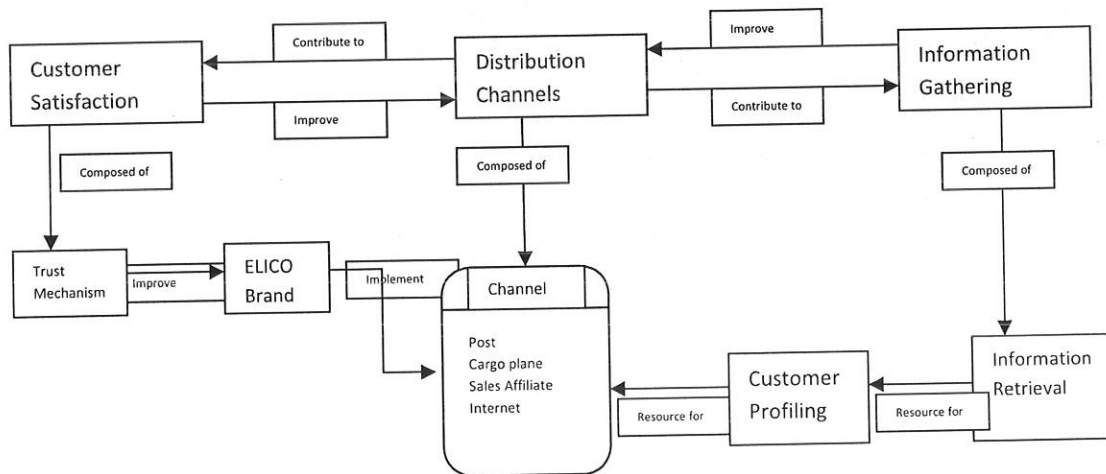 Contribute to
Improve
Customer
Satisfaction
Distribution
Channels
Information
Gathering
Improve
Contribute to
Composed of
Composed of
Composed of
Trust
Mechanism
Improve
ELICO
Brand
Implement
Channel
Post
Cargo plane
Sales Affiliate
Internet
Resource for
Customer
Profiling
Resource for
Information
Retrieval